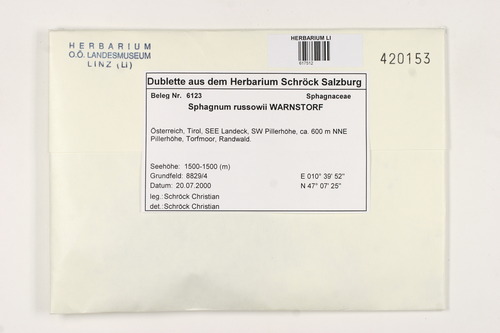 HERBARIUM
O.Ö. LANDESMUSEUM
LINZ (LI)
HERBARIUM LI
420153
Dublette aus dem Herbarium Schröck Salzburg
Beleg Nr. 6123 Sphagnaceae
Sphagnum russowii WARNSTORF
Österreich, Tirol, SEE Landeck, SW Pillerhöhe, ca. 600 m NNE
Pillerhöhe, Torfmoor, Randwald.
Seehöhe: 1500-1500 (m)
Grundfeld: 8829/4 E 010° 39' 52"
Datum: 20.07.2000 N 47° 07' 25"
leg.: Schröck Christian
det.: Schröck Christian